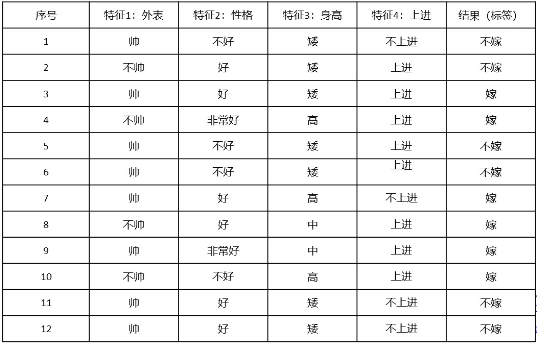 序号 特征1：外表 特征2：性格 特征3：身高 特征4：上进 结果（标签）
1 帅 不好 矮 不上进 不嫁
2 不帅 好 矮 上进 不嫁
3 帅 好 矮 上进 嫁
4 不帅 非常好 高 上进 嫁
5 帅 不好 矮 上进 不嫁
6 帅 不好 矮 上进 不嫁
7 帅 好 高 不上进 嫁
8 不帅 好 中 上进 嫁
9 帅 非常好 中 上进 嫁
10 不帅 不好 高 上进 嫁
11 帅 好 矮 不上进 不嫁
12 帅 好 矮 不上进 不嫁